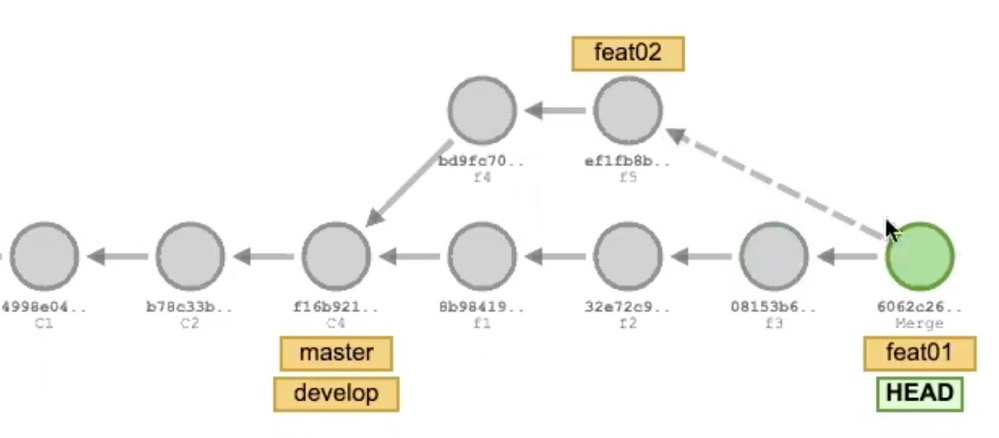 feat02
bd9fc70..
f4
ef1fb8b..
f5
4998e04..
C1
b78c33b..
C2
f16b921..
C4
8b98419..
f1
32e72c9..
f2
08153b6..
f3
6062c26..
Merge
master
feat01
develop
HEAD